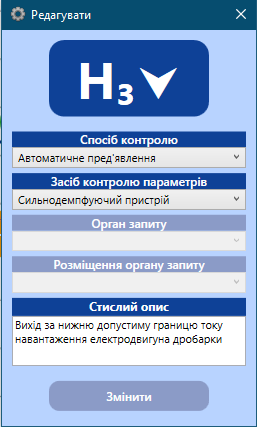 Редагувати
Н₃
Спосіб контролю
Автоматичне пред'явлення
Засіб контролю параметрів
Сильнодемпфуючий пристрій
Орган запиту
Розміщення органу запиту
Стислий опис
Вихід за нижню допустиму границю току
навантаження електродвигуна дробарки
Змінити